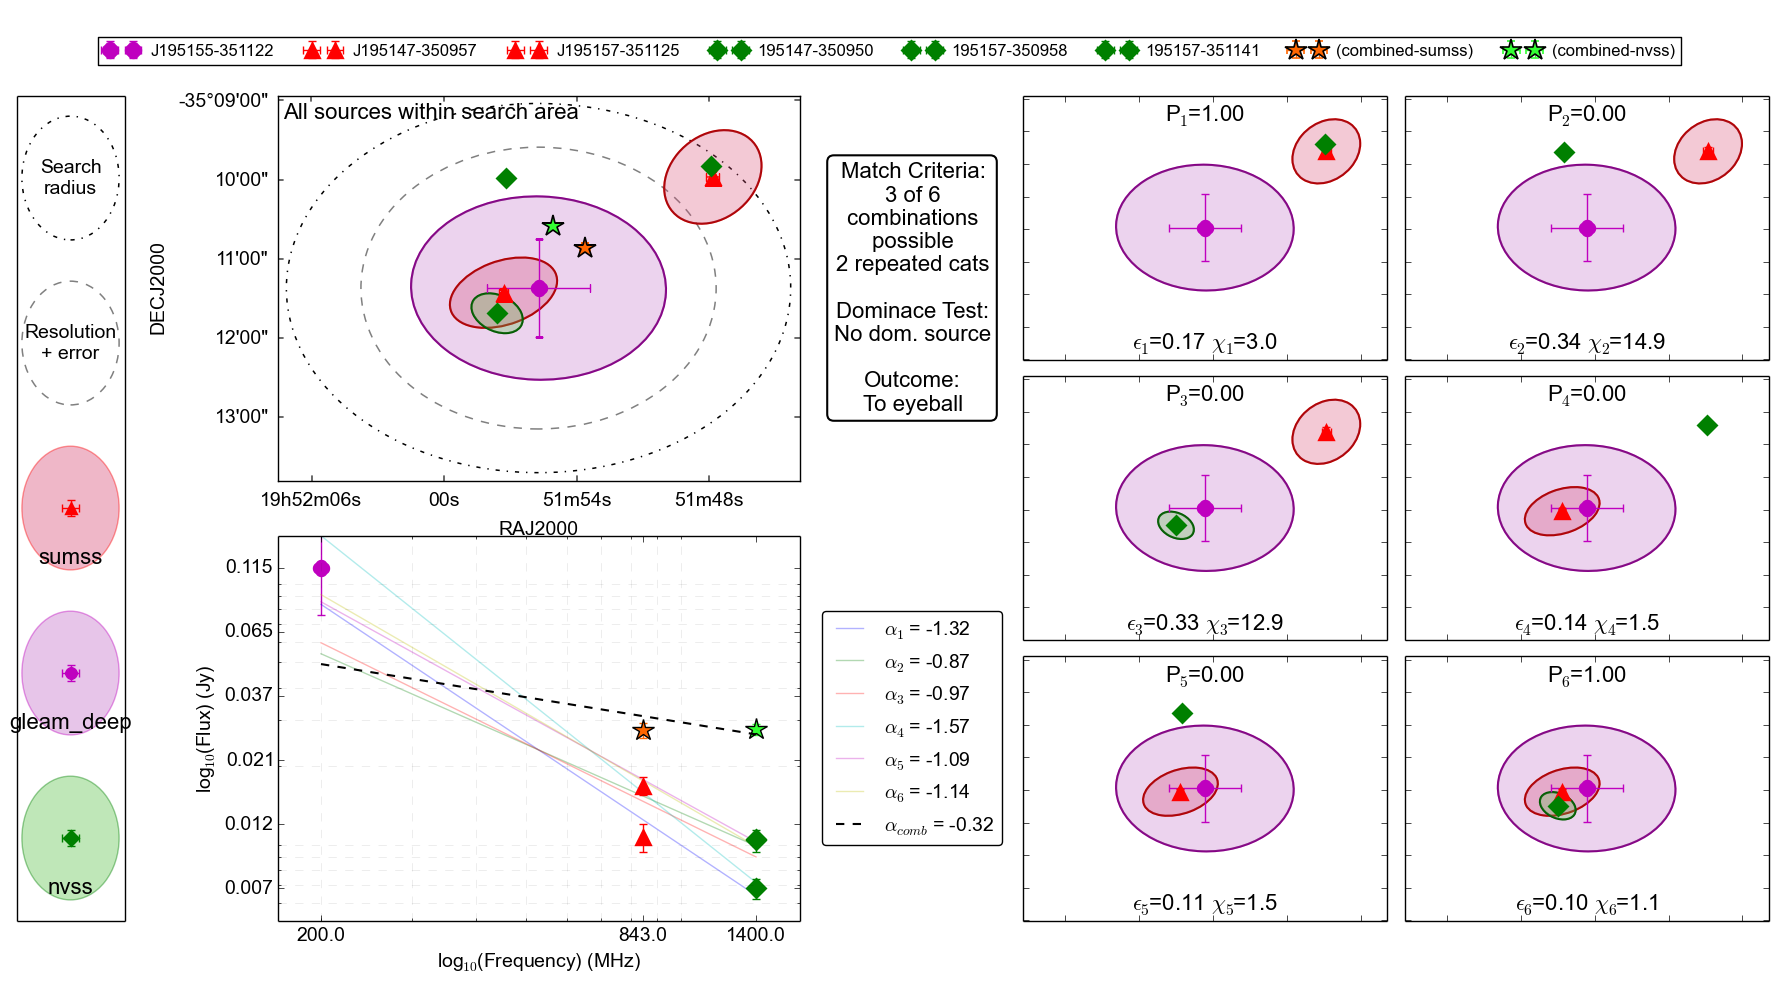 J195155-351122 J195147-350957 J195157-351125 195147-350950 195157-350958 195157-351141 (combined-sumss) (combined-nvss)
Search
radius
Resolution
+ error
sumss
gleam_deep
nvss
All sources within search area
-35°09'00"
10'00"
11'00"
12'00"
13'00"
DECJ2000
19h52m06s 00s 51m54s 51m48s
RAJ2000
0.115
0.065
0.037
0.021
0.012
0.007
log10(Flux) (Jy)
200.0 843.0 1400.0
log10(Frequency) (MHz)
Match Criteria:
3 of 6
combinations
possible
2 repeated cats
Dominace Test:
No dom. source
Outcome:
To eyeball
α1 = -1.32
α2 = -0.87
α3 = -0.97
α4 = -1.57
α5 = -1.09
α6 = -1.14
αcomb = -0.32
P1=1.00
ϵ1=0.17 χ1=3.0
P2=0.00
ϵ2=0.34 χ2=14.9
P3=0.00
ϵ3=0.33 χ3=12.9
P4=0.00
ϵ4=0.14 χ4=1.5
P5=0.00
ϵ5=0.11 χ5=1.5
P6=1.00
ϵ6=0.10 χ6=1.1